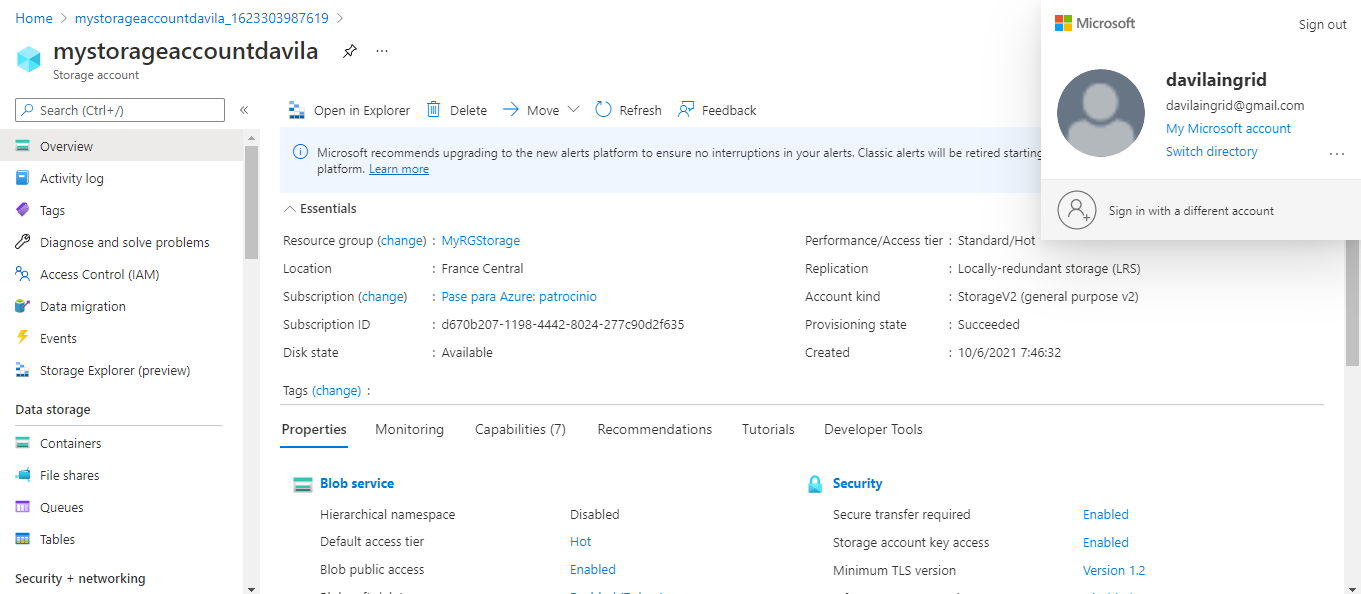 Home > mystorageaccountdavila_1623303987619 >
mystorageaccountdavila
Storage account
Search (Ctrl+/)
Overview
Activity log
Tags
Diagnose and solve problems
Access Control (IAM)
Data migration
Events
Storage Explorer (preview)
Data storage
Containers
File shares
Queues
Tables
Security + networking
Open in Explorer Delete Move Refresh Feedback
Microsoft recommends upgrading to the new alerts platform to ensure no interruptions in your alerts. Classic alerts will be retired starting
platform. Learn more
Essentials
Resource group (change) : MyRGStorage
Location : France Central
Subscription (change) : Pase para Azure: patrocinio
Subscription ID : d670b207-1198-4442-8024-277c90d2f635
Disk state : Available
Performance/Access tier : Standard/Hot
Replication : Locally-redundant storage (LRS)
Account kind : StorageV2 (general purpose v2)
Provisioning state : Succeeded
Created : 10/6/2021 7:46:32
Tags (change) :
Properties Monitoring Capabilities (7) Recommendations Tutorials Developer Tools
Blob service
Hierarchical namespace Disabled
Default access tier Hot
Blob public access Enabled
Security
Secure transfer required Enabled
Storage account key access Enabled
Minimum TLS version Version 1.2
Microsoft
Sign out
davilaingrid
davilaingrid@gmail.com
My Microsoft account
Switch directory
Sign in with a different account